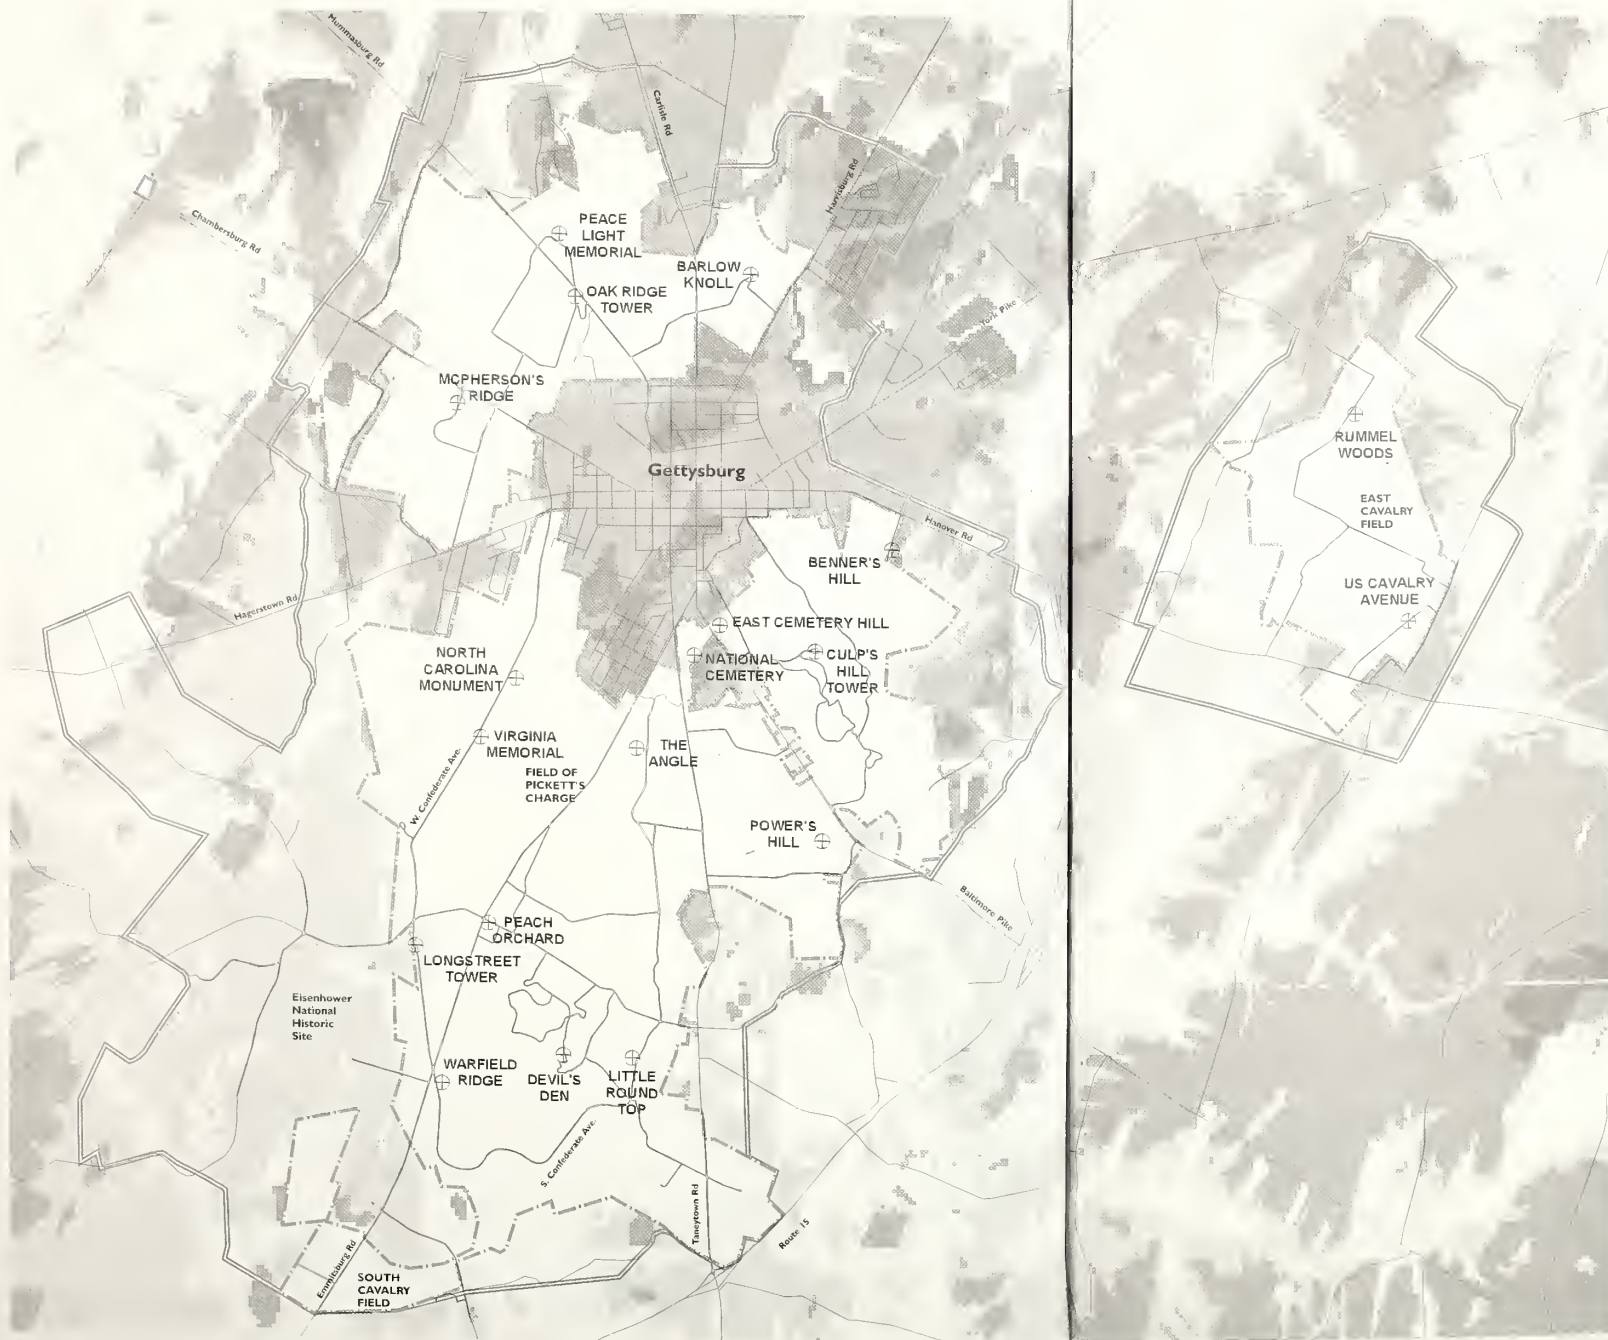 Mummasburg Rd
Carlisle Rd
Harrisburg Rd
Chambersburg Rd
PEACE
LIGHT
MEMORIAL
BARLOW
KNOLL
OAK RIDGE
TOWER
York Pike
MCPHERSON'S
RIDGE
Gettysburg
RUMMEL
WOODS
EAST
CAVALRY
FIELD
Hanover Rd
BENNER'S
HILL
US CAVALRY
AVENUE
Hagerstown Rd
EAST CEMETERY HILL
NORTH
CAROLINA
MONUMENT
NATIONAL
CEMETERY
CULP'S
HILL
TOWER
VIRGINIA
MEMORIAL
THE
ANGLE
FIELD OF
PICKETT'S
CHARGE
W. Confederate Ave.
POWER'S
HILL
Baltimore Pike
PEACH
ORCHARD
LONGSTREET
TOWER
Eisenhower
National
Historic
Site
WARFIELD
RIDGE
DEVIL'S
DEN
LITTLE
ROUND
TOP
S. Confederate Ave.
Taneytown Rd
Route 15
Emmitsburg Rd
SOUTH
CAVALRY
FIELD